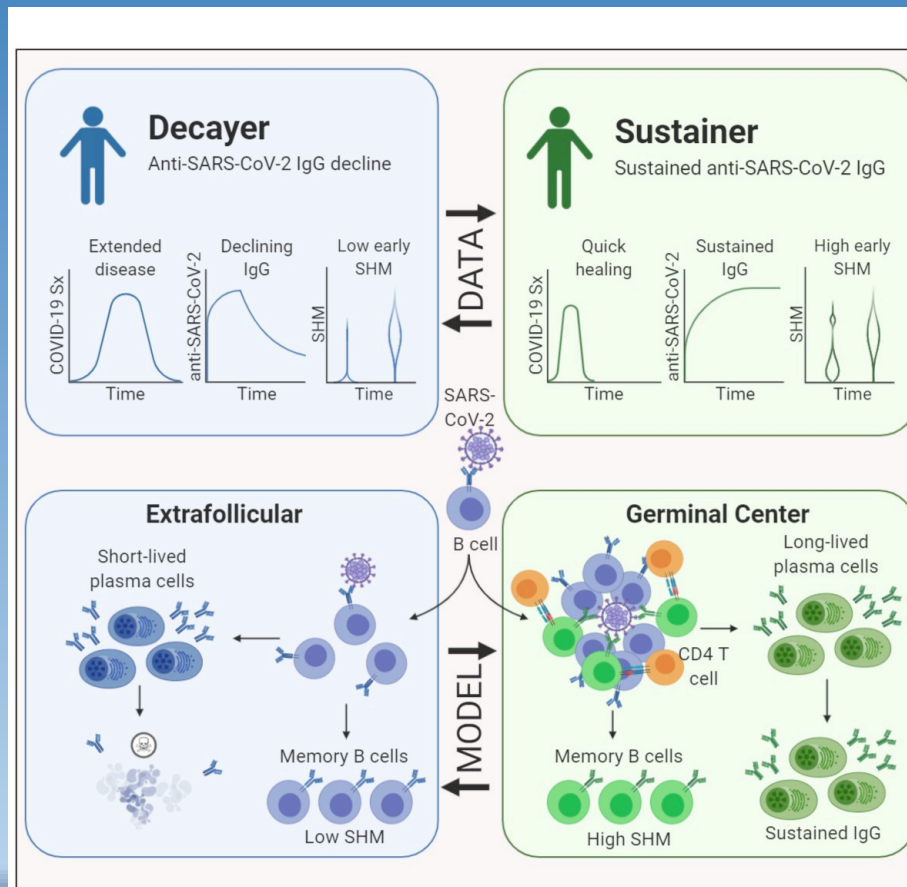 Decayer
Anti-SARS-CoV-2 IgG decline
Extended
disease
COVID-19 Sx
Time
Declining
IgG
anti-SARS-CoV-2
Time
Low early
SHM
SHM
Time
DATA
Sustainer
Sustained anti-SARS-CoV-2 IgG
Quick
healing
COVID-19 Sx
Time
Sustained
IgG
anti-SARS-CoV-2
Time
High early
SHM
SHM
Time
SARS-
CoV-2
B cell
Extrafollicular
Short-lived
plasma cells
Memory B cells
Low SHM
MODEL
Germinal Center
Long-lived
plasma cells
CD4 T
cell
Memory B cells
High SHM
Sustained IgG